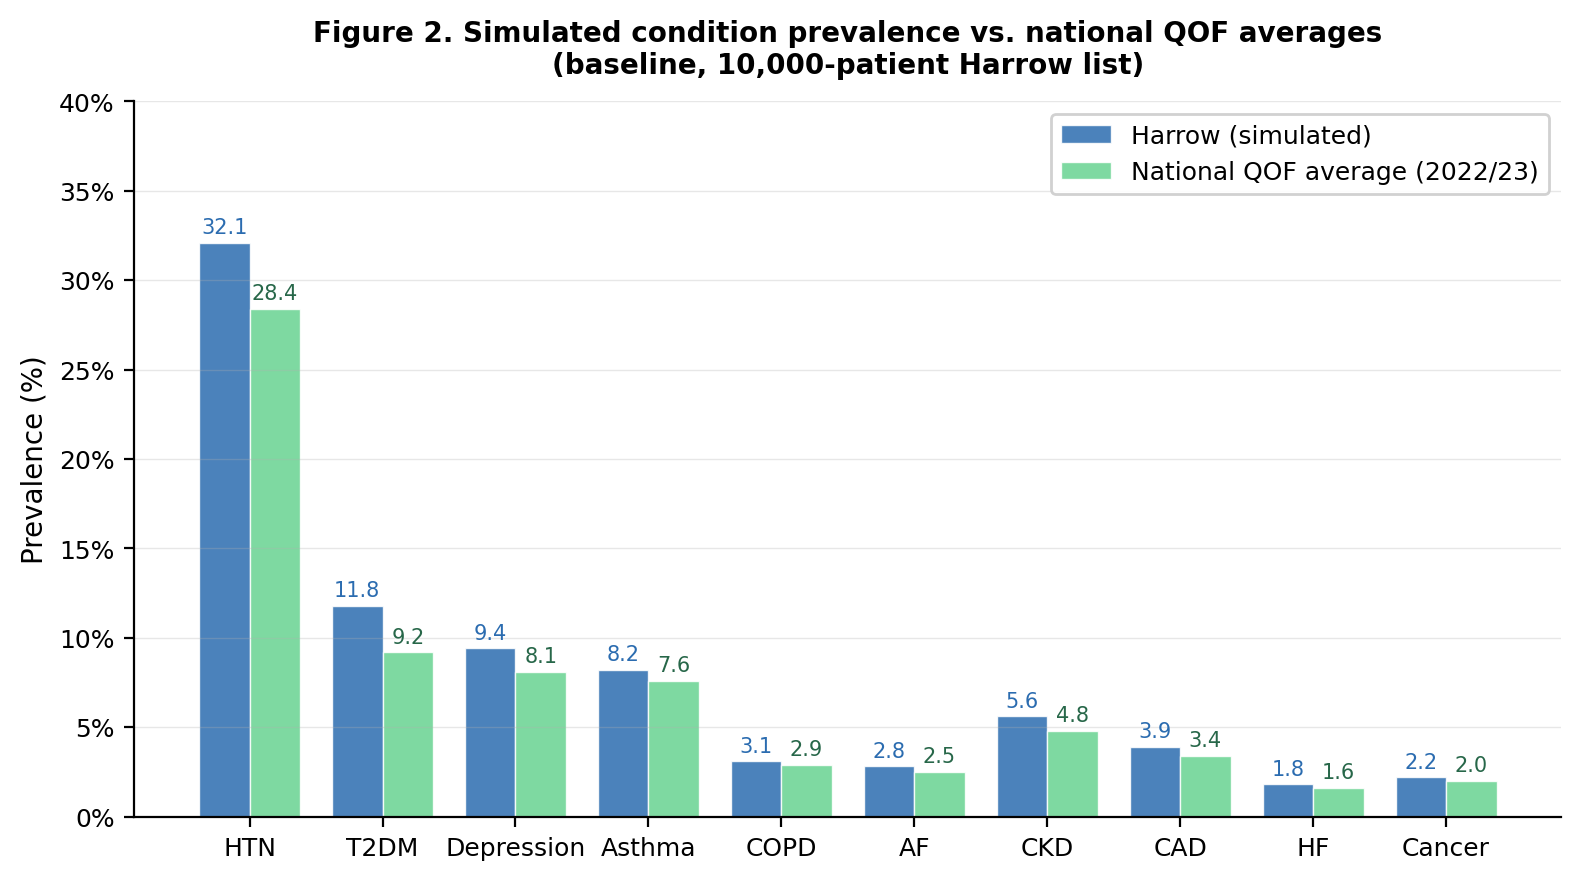 Figure 2. Simulated condition prevalence vs. national QOF averages
(baseline, 10,000-patient Harrow list)
Harrow (simulated)
National QOF average (2022/23)
Prevalence (%)
40%
35%
30%
25%
20%
15%
10%
5%
0%
32.1
28.4
11.8
9.2
9.4
8.1
8.2
7.6
3.1
2.9
2.8
2.5
5.6
4.8
3.9
3.4
1.8
1.6
2.2
2.0
HTN
T2DM
Depression
Asthma
COPD
AF
CKD
CAD
HF
Cancer